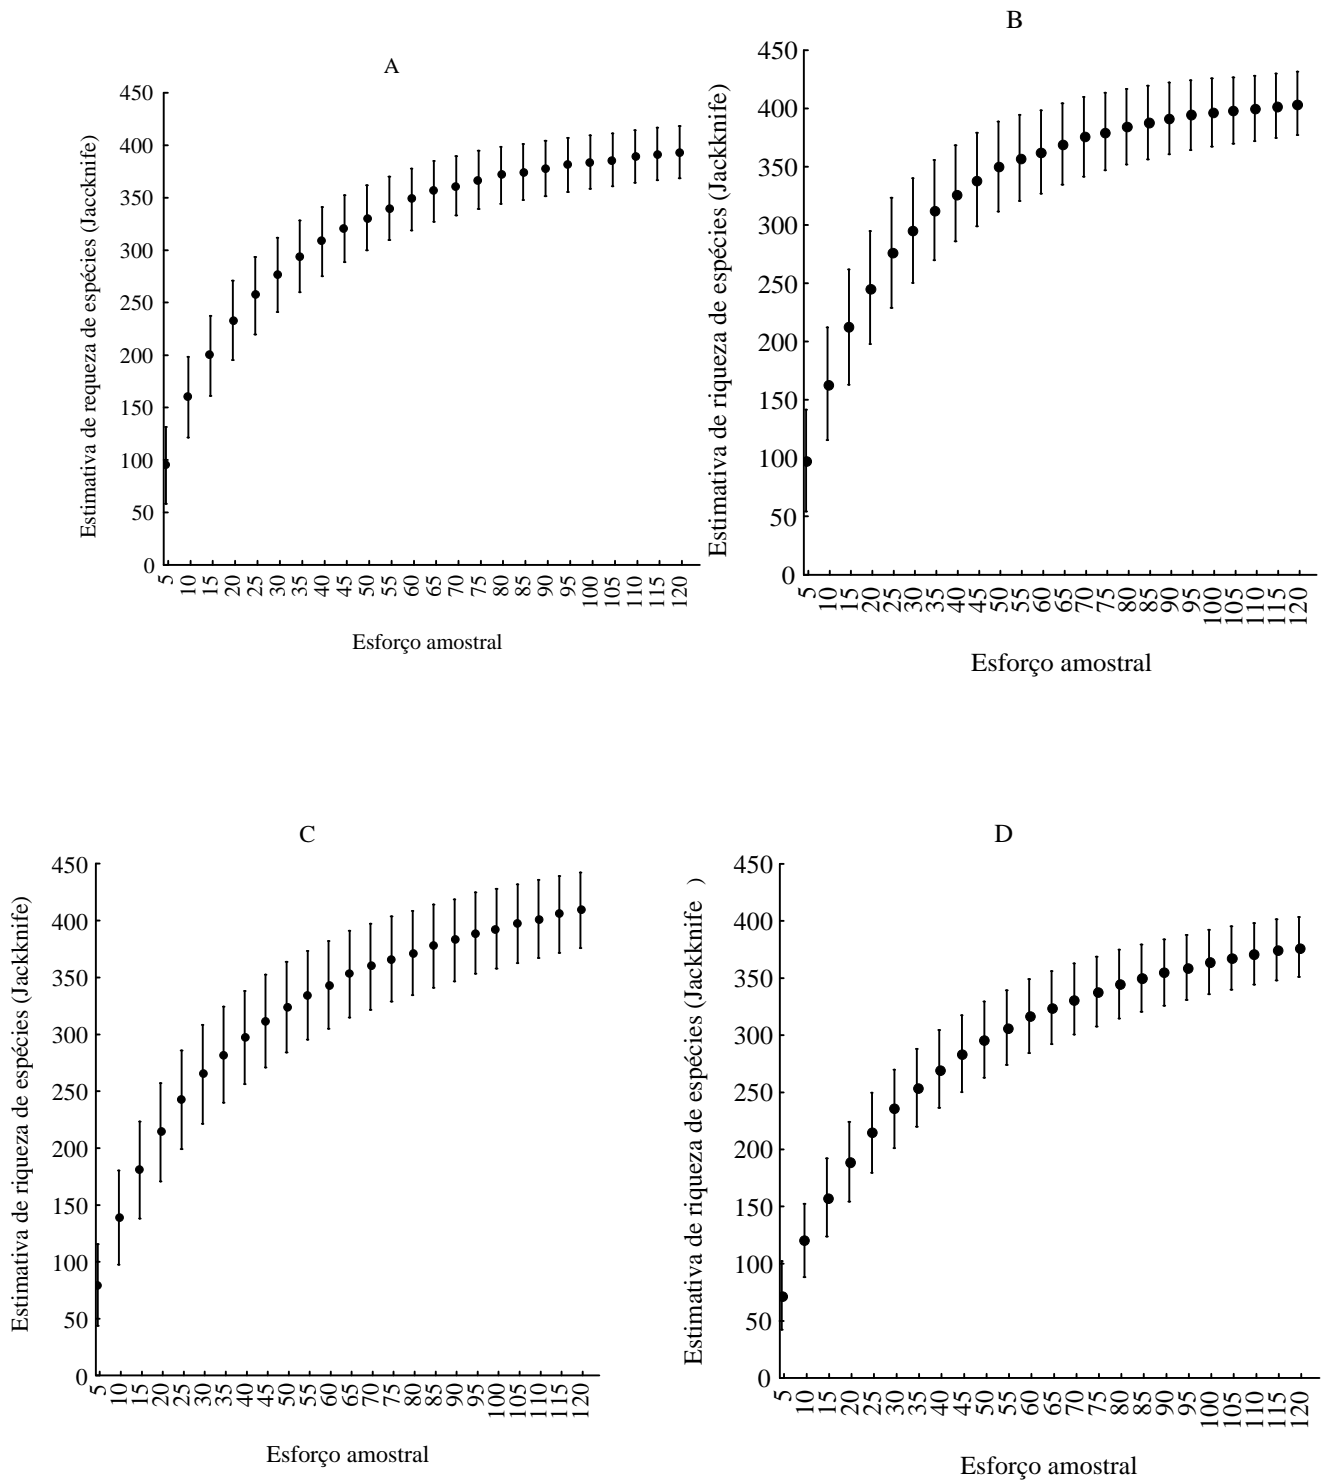 A
450
400
350
300
250
200
150
100
50
0
Estimativa de requeza de espécies (Jaccknife)
5 10 15 20 25 30 35 40 45 50 55 60 65 70 75 80 85 90 95 100 105 110 115 120
Esforço amostral
B
450
400
350
300
250
200
150
100
50
0
Estimativa de riqueza de espécies (Jackknife)
5 10 15 20 25 30 35 40 45 50 55 60 65 70 75 80 85 90 95 100 105 110 115 120
Esforço amostral
C
450
400
350
300
250
200
150
100
50
0
Estimativa de riqueza de espécies (Jackknife)
5 10 15 20 25 30 35 40 45 50 55 60 65 70 75 80 85 90 95 100 105 110 115 120
Esforço amostral
D
450
400
350
300
250
200
150
100
50
0
Estimativa de riqueza de espécies (Jackknife )
5 10 15 20 25 30 35 40 45 50 55 60 65 70 75 80 85 90 95 100 105 110 115 120
Esforço amostral